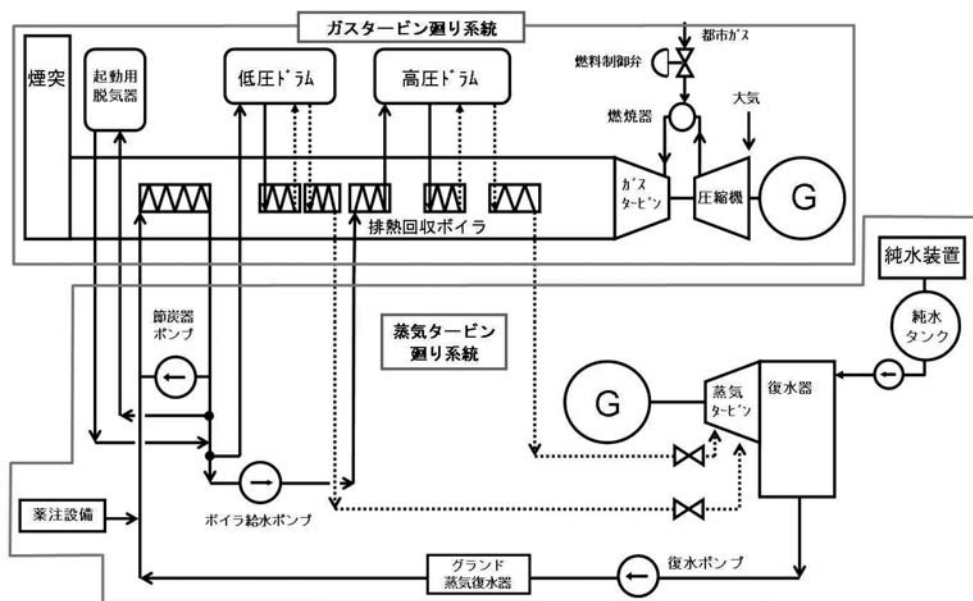 ガスタービン廻り系統
都市ガス
燃料制御弁
煙突
起動用
脱気器
低圧ドラム
高圧ドラム
大気
燃焼器
ガス
タービン
圧縮機
G
排熱回収ボイラ
純水装置
節炭器
ポンプ
蒸気タービン
廻り系統
純水
タンク
G
蒸気
タービン
復水器
薬注設備
ボイラ給水ポンプ
グランド
蒸気復水器
復水ポンプ